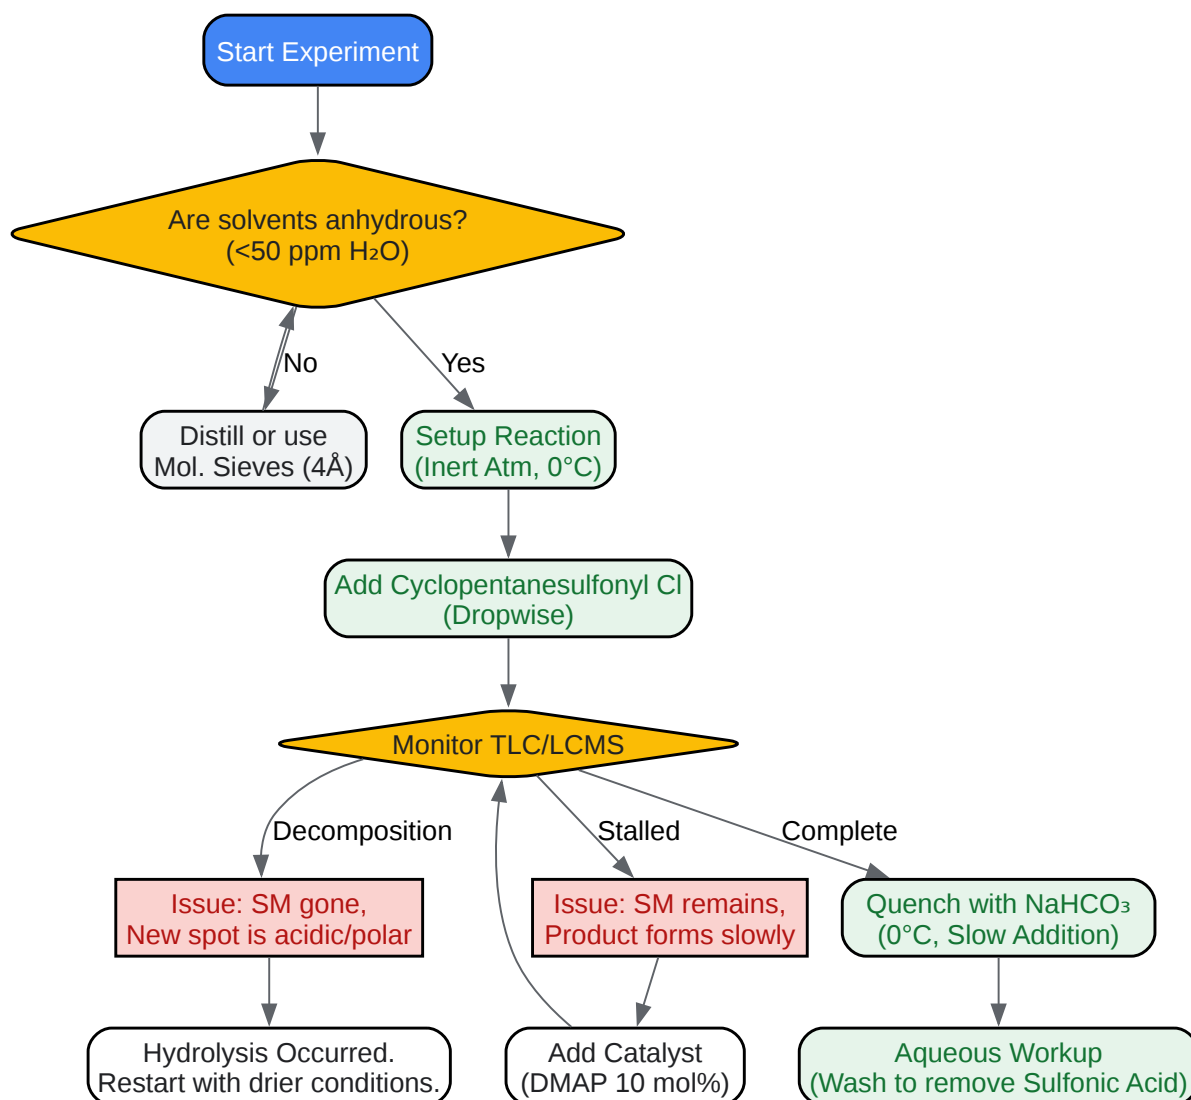 Start Experiment
Are solvents anhydrous?
(<50 ppm H₂O)
No
Yes
Distill or use
Mol. Sieves (4Å)
Setup Reaction
(Inert Atm, 0°C)
Add Cyclopentanesulfonyl Cl
(Dropwise)
Monitor TLC/LCMS
Decomposition
Stalled
Complete
Issue: SM gone,
New spot is acidic/polar
Issue: SM remains,
Product forms slowly
Quench with NaHCO₃
(0°C, Slow Addition)
Hydrolysis Occurred.
Restart with drier conditions.
Add Catalyst
(DMAP 10 mol%)
Aqueous Workup
(Wash to remove Sulfonic Acid)